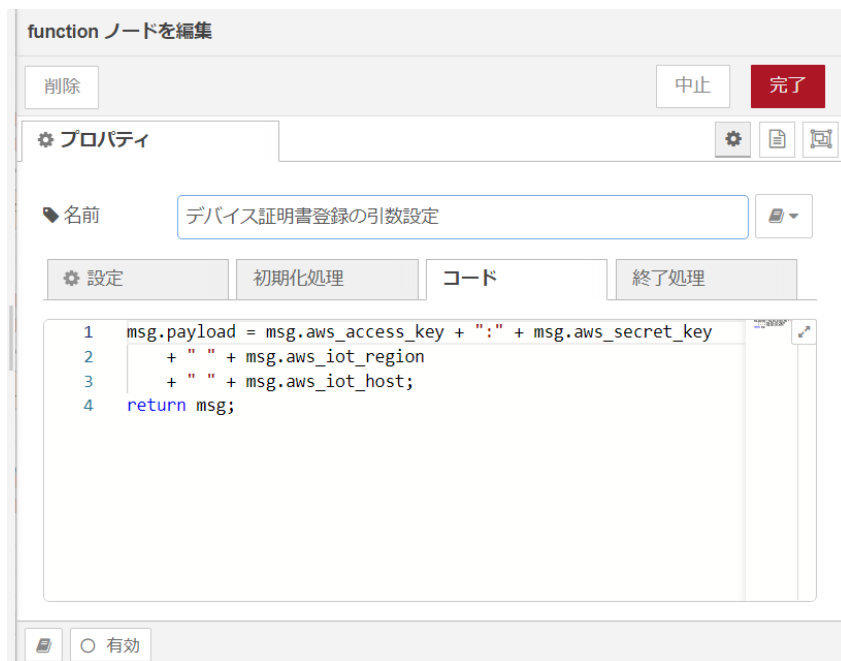 function ノードを編集
削除
中止
完了
プロパティ
名前
デバイス証明書登録の引数設定
設定
初期化処理
コード
終了処理
1 msg.payload = msg.aws_access_key + ":" + msg.aws_secret_key
2 + " " + msg.aws_iot_region
3 + " " + msg.aws_iot_host;
4 return msg;
有効